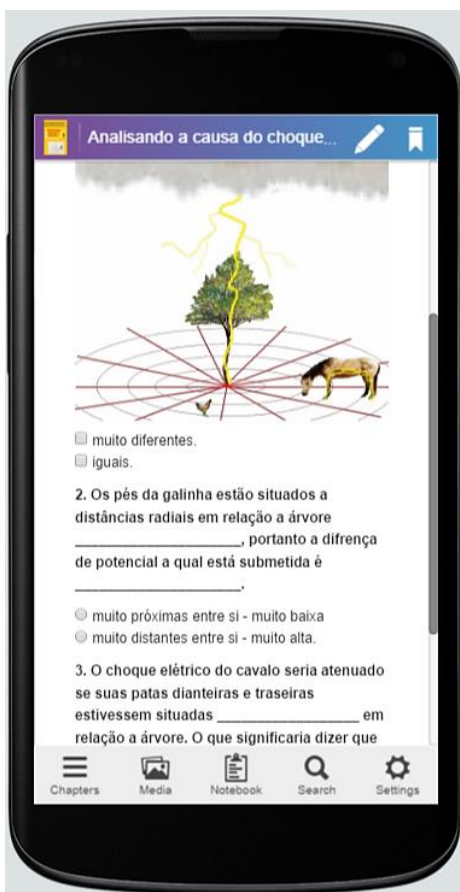 Analisando a causa do choque...
muito diferentes.
iguais.
2. Os pés da galinha estão situados a
distâncias radiais em relação a árvore
_____________________, portanto a difrença
de potencial a qual está submetida é
_____________________.
muito próximas entre si - muito baixa
muito distantes entre si - muito alta.
3. O choque elétrico do cavalo seria atenuado
se suas patas dianteiras e traseiras
estivessem situadas __________________ em
relação a árvore. O que significaria dizer que
Chapters Media Notebook Search Settings